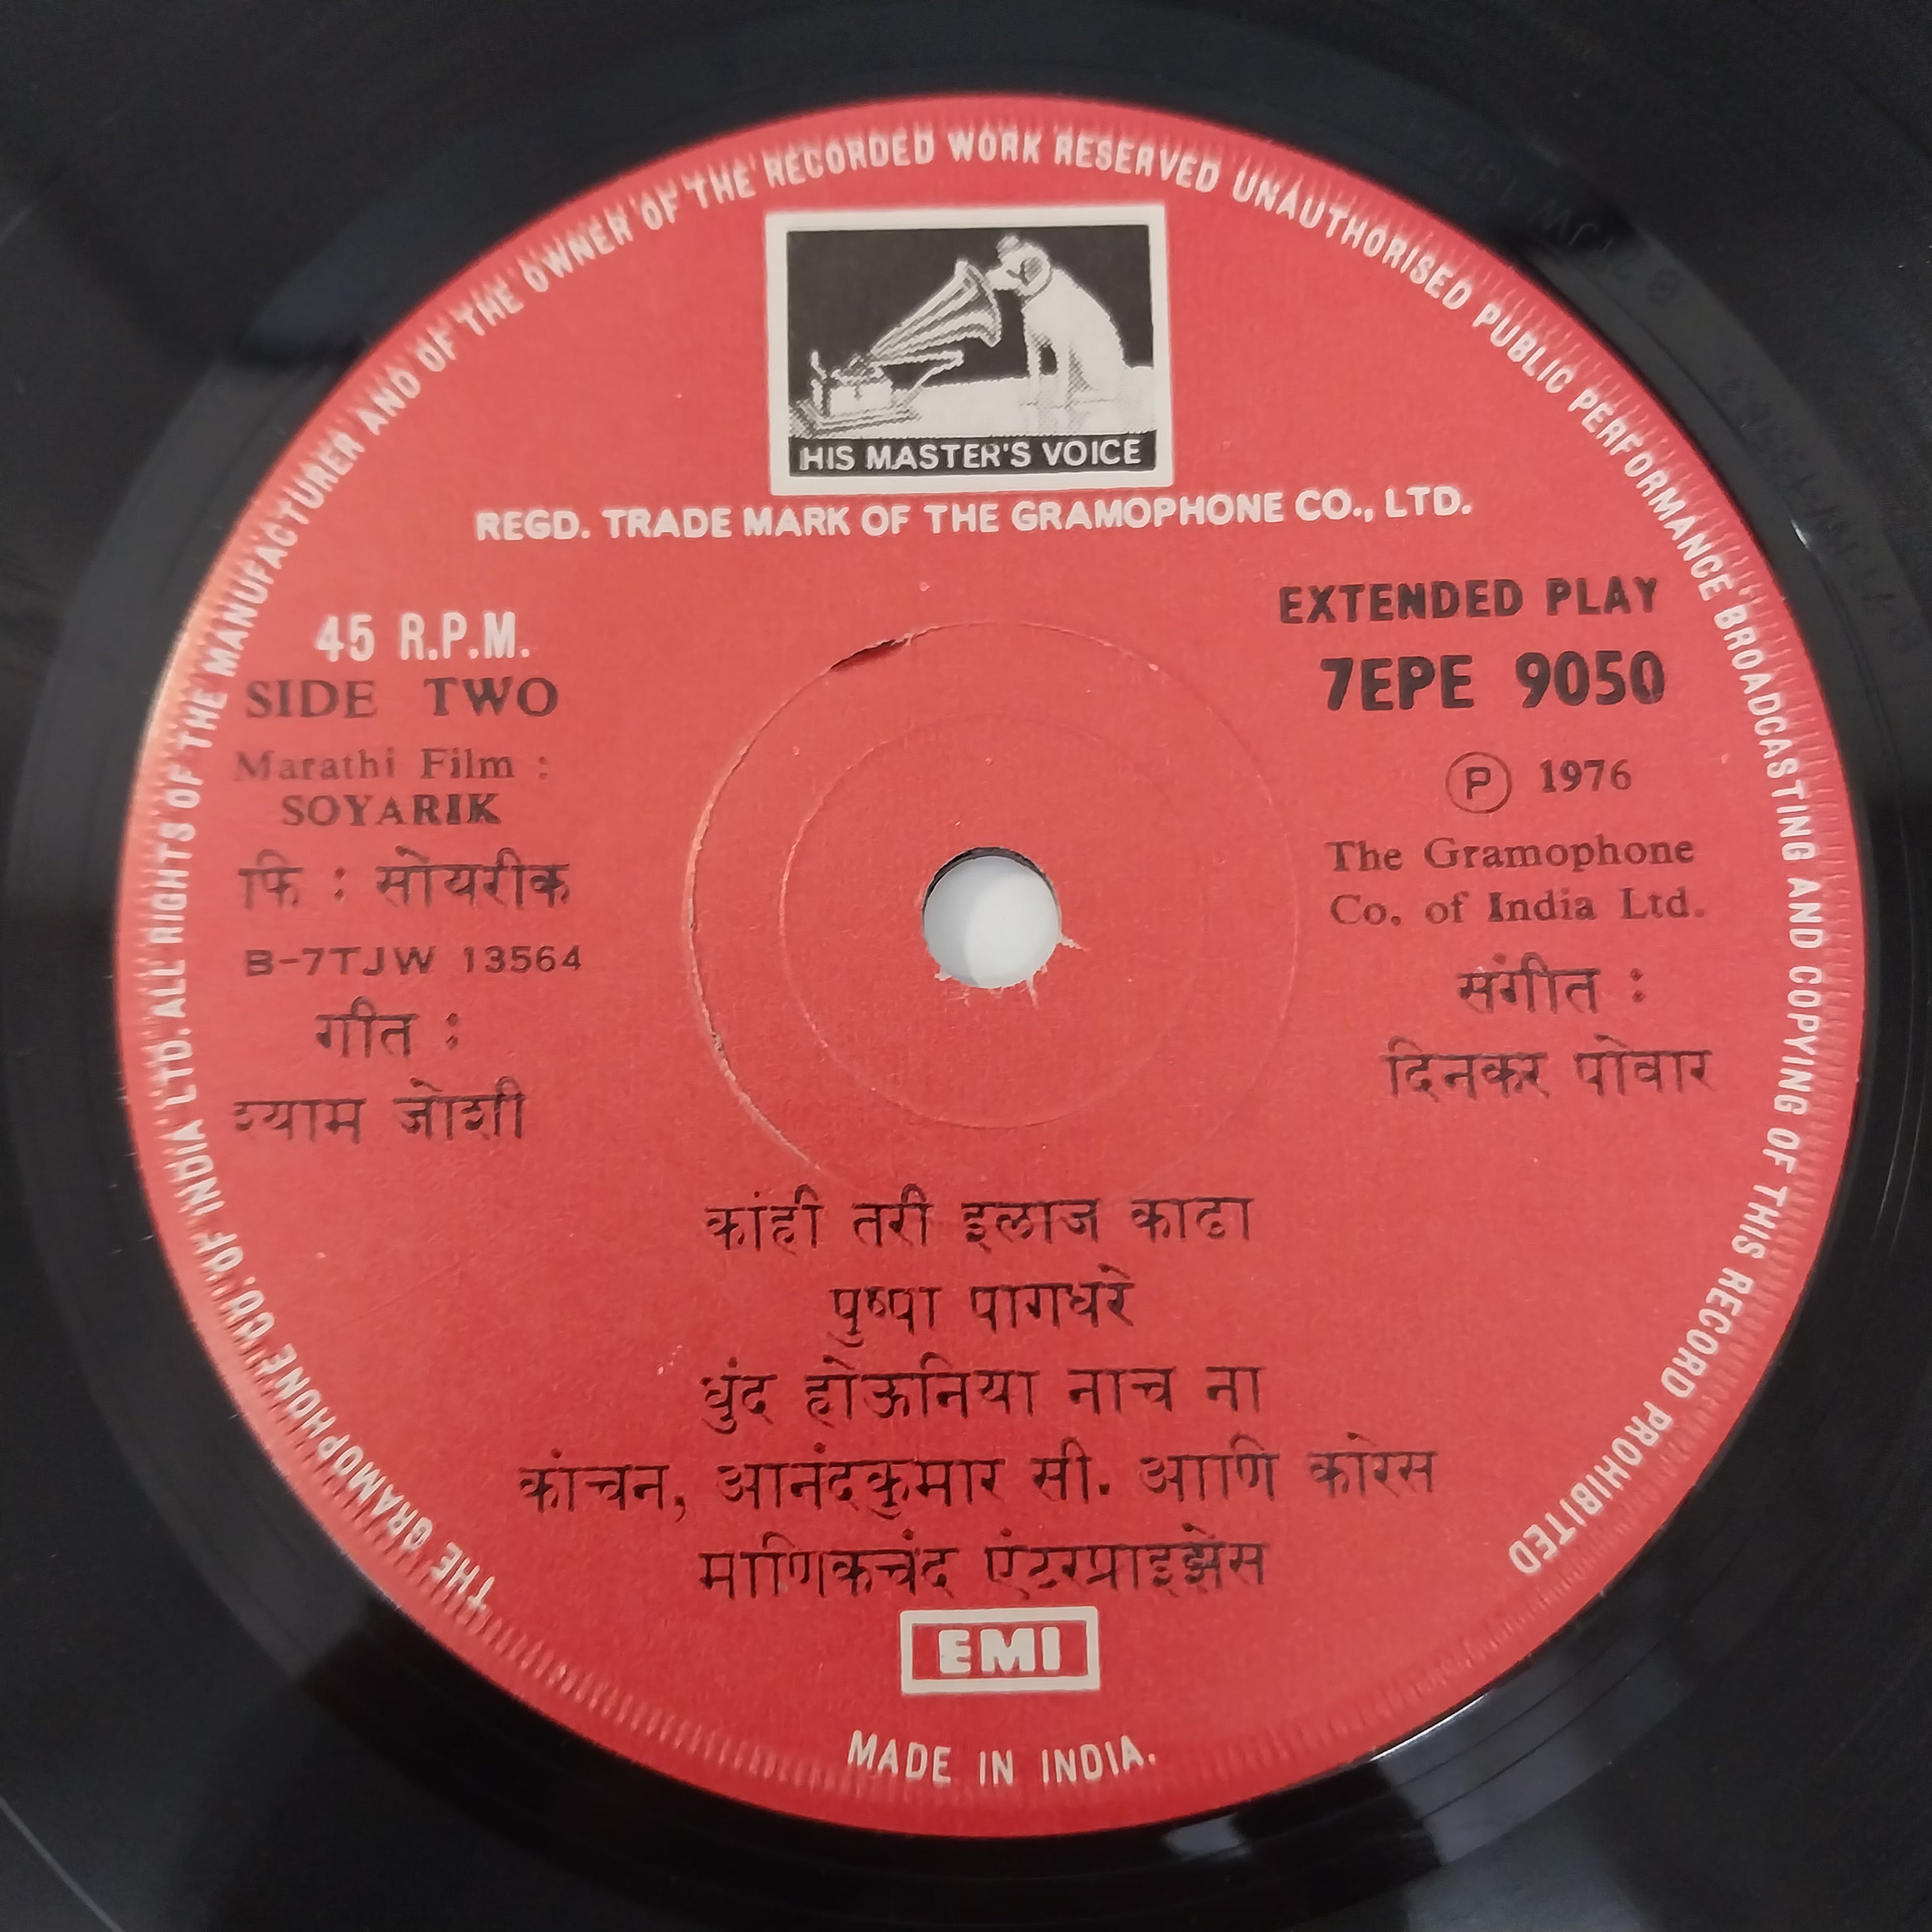 THE GRAMOPHONE CO. OF INDIA LTD. ALL RIGHTS OF THE MANUFACTURER AND OF THE OWNER OF THE RECORDED WORK RESERVED UNAUTHORISED PUBLIC PERFORMANCE BROADCASTING AND COPYING OF THIS RECORD PROHIBITED
HIS MASTER'S VOICE
REGD. TRADE MARK OF THE GRAMOPHONE CO., LTD.
45 R.P.M.
SIDE TWO
Marathi Film :
SOYARIK
फि : सोयरीक
B-7TJW 13564
गीत :
श्याम जोशी
EXTENDED PLAY
7EPE 9050
Ⓟ 1976
The Gramophone
Co. of India Ltd.
संगीत :
दिनकर पोवार
कांही तरी इलाज काढा
पुष्पा पागधरे
धुंद होऊनिया नाच ना
कांचन, आनंदकुमार सी. आणि कोरस
माणिकचंद एंटरप्राइझेस
EMI
MADE IN INDIA.